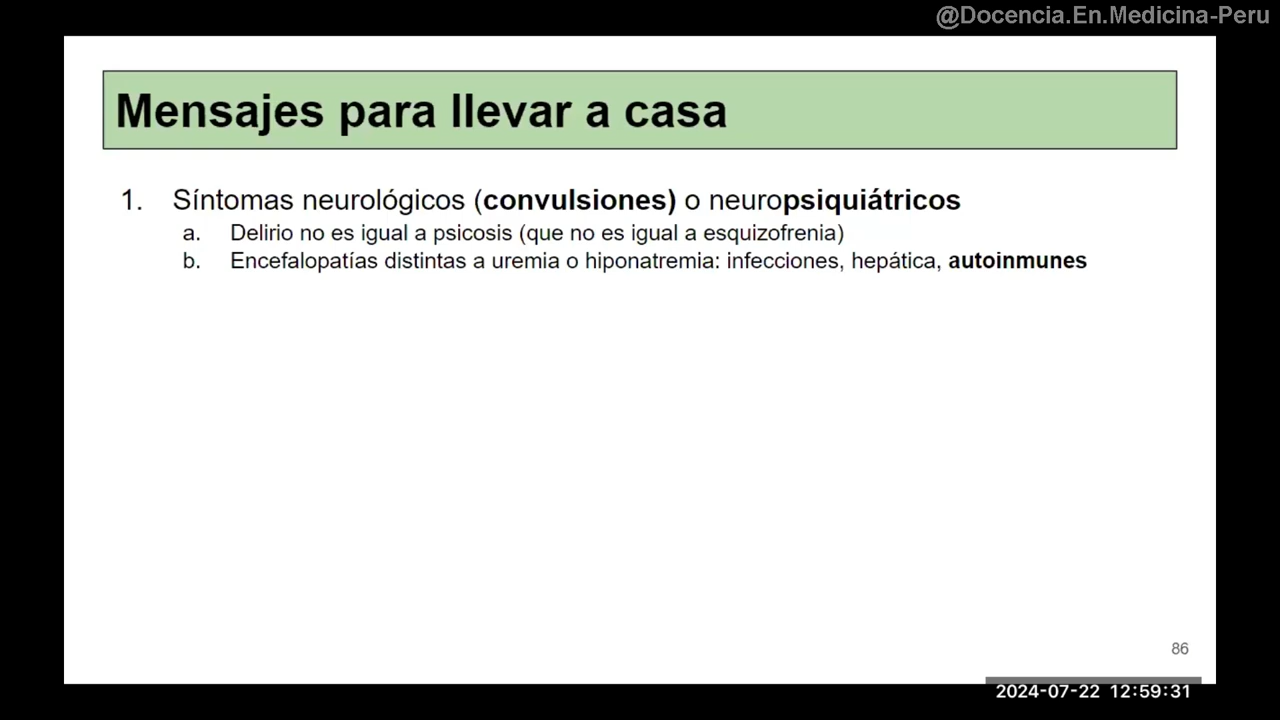 @Docencia.En.Medicina-Peru
Mensajes para llevar a casa
1. Síntomas neurológicos (convulsiones) o neuropsiquiátricos
a. Delirio no es igual a psicosis (que no es igual a esquizofrenia)
b. Encefalopatías distintas a uremia o hiponatremia: infecciones, hepática, autoinmunes
86
2024-07-22 12:59:31